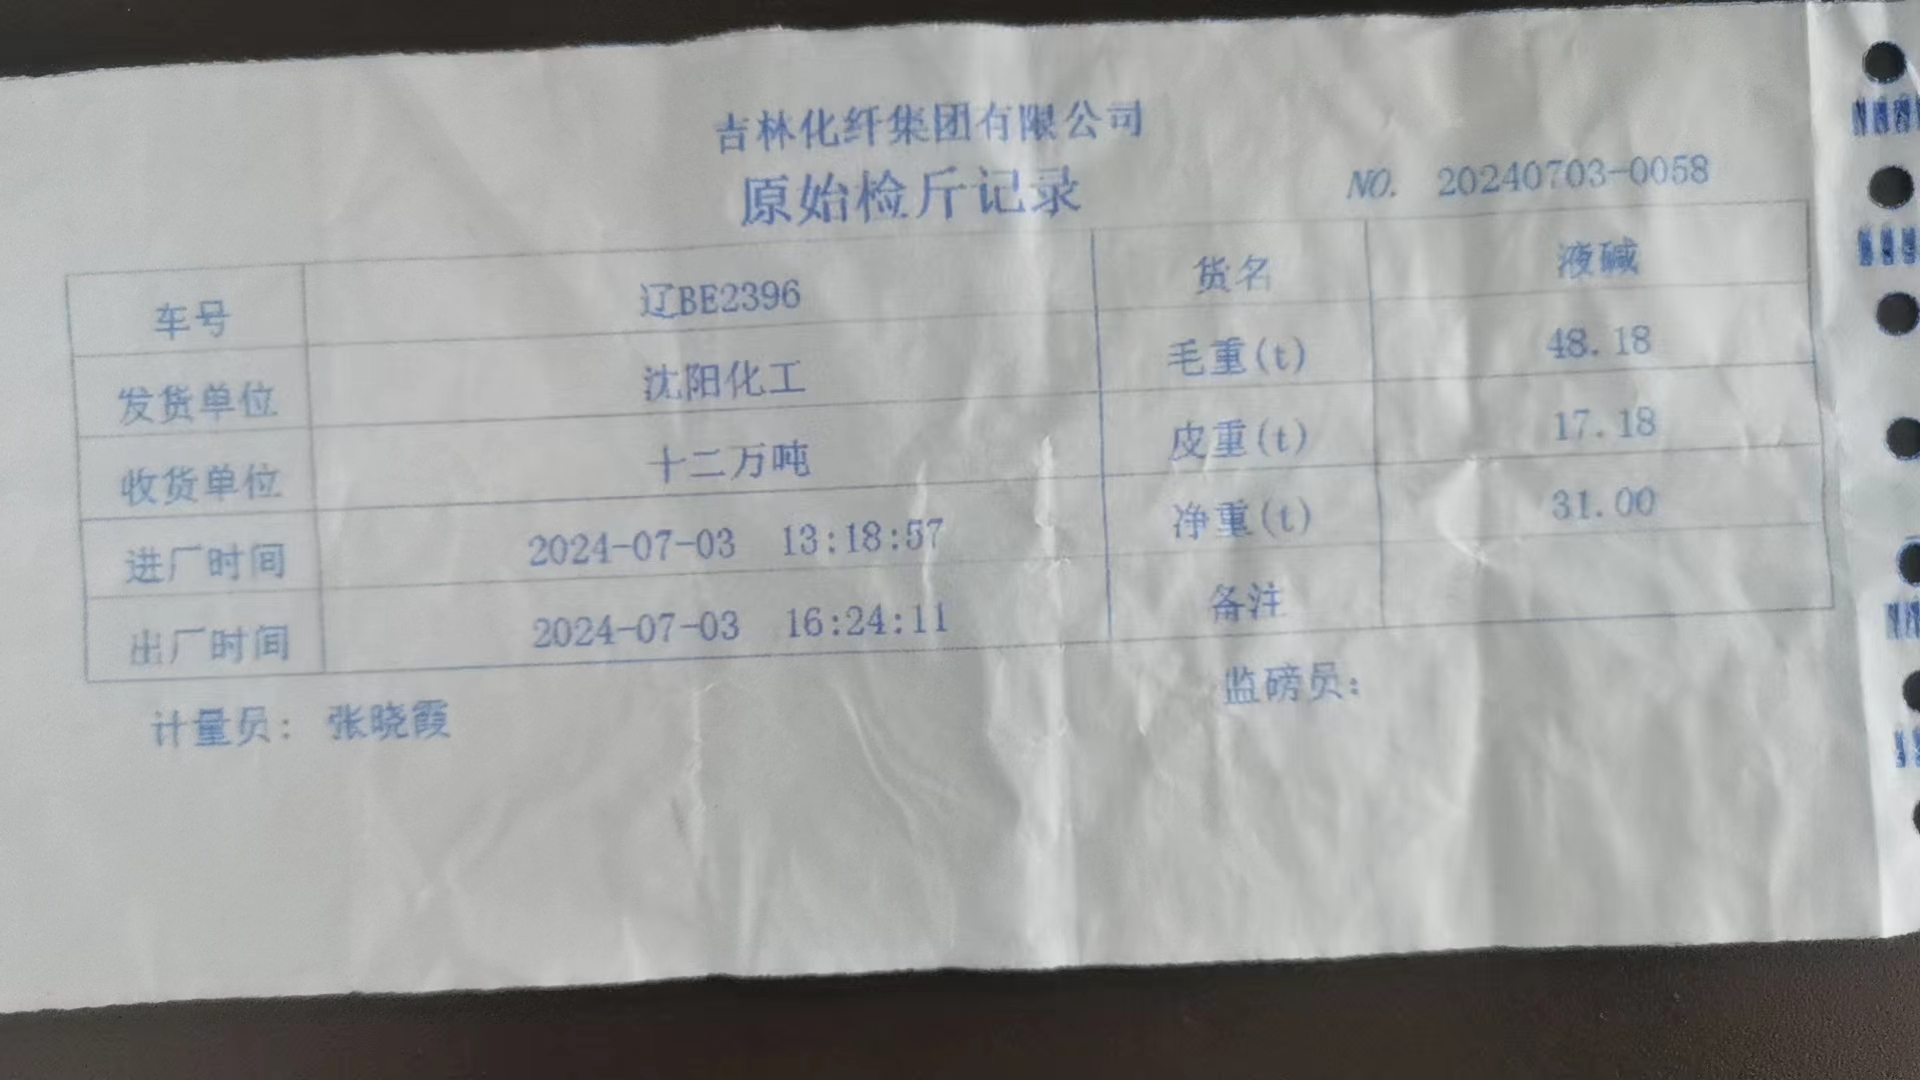 吉林化纤集团有限公司
原始检斤记录
NO. 20240703-0058
车号 辽BE2396 货名 液碱
发货单位 沈阳化工 毛重(t) 48.18
收货单位 十二万吨 皮重(t) 17.18
进厂时间 2024-07-03 13:18:57 净重(t) 31.00
出厂时间 2024-07-03 16:24:11 备注
计量员: 张晓霞 监磅员: